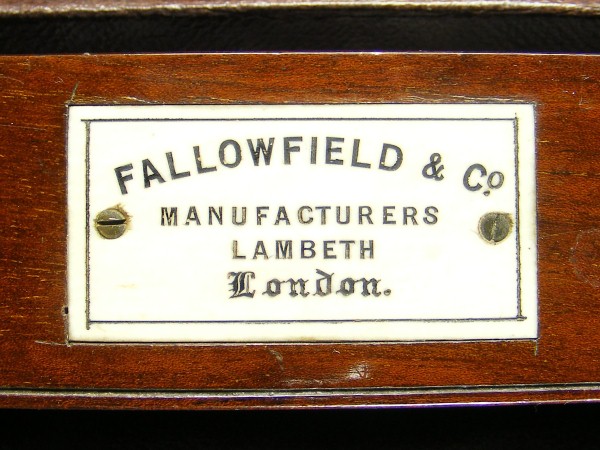 FALLOWFIELD & Co.
MANUFACTURERS
LAMBETH
London.